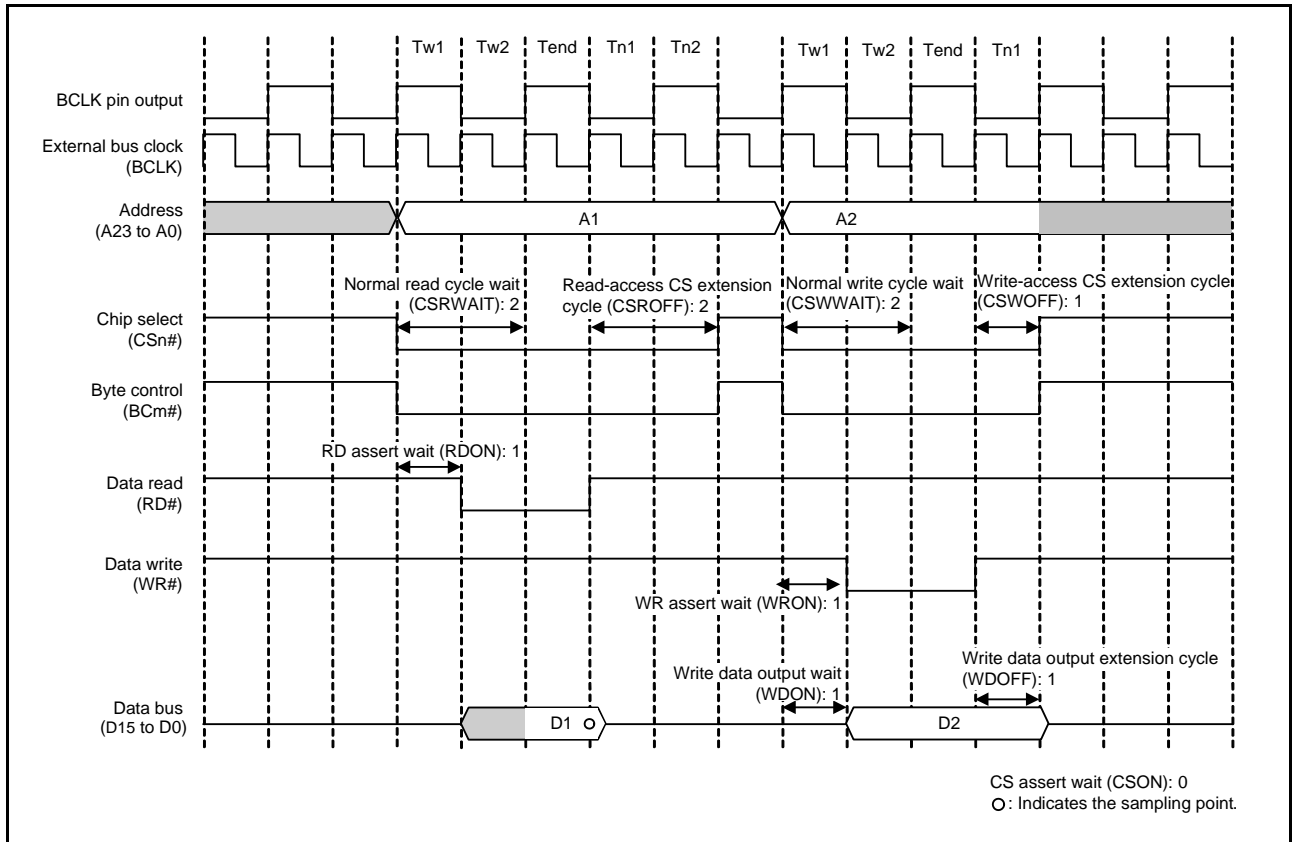 Tw1 Tw2 Tend Tn1 Tn2 Tw1 Tw2 Tend Tn1
BCLK pin output
External bus clock
(BCLK)
Address
(A23 to A0)
A1 A2
Normal read cycle wait
(CSRWAIT): 2
Read-access CS extension
cycle (CSROFF): 2
Normal write cycle wait
(CSWWAIT): 2
Write-access CS extension cycle
(CSWOFF): 1
Chip select
(CSn#)
Byte control
(BCm#)
RD assert wait (RDON): 1
Data read
(RD#)
Data write
(WR#)
WR assert wait (WRON): 1
Write data output wait
(WDON): 1
Write data output extension cycle
(WDOFF): 1
Data bus
(D15 to D0)
D1 D2
CS assert wait (CSON): 0
: Indicates the sampling point.